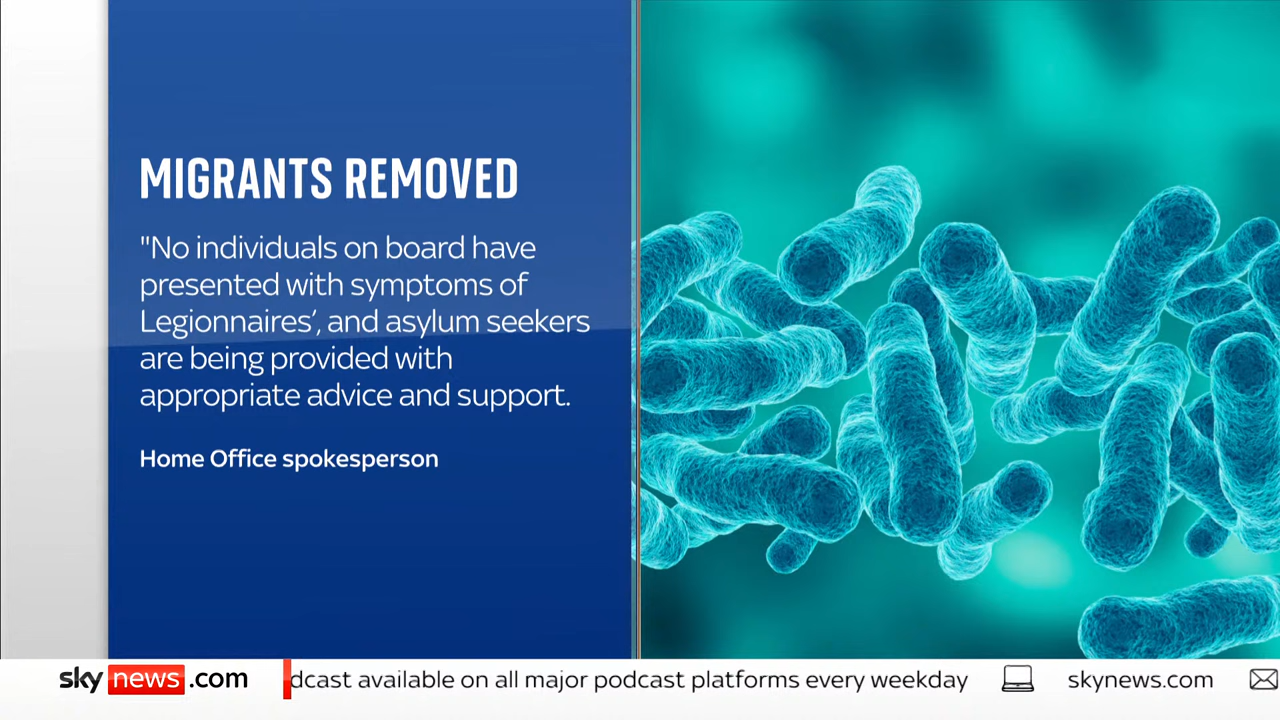 MIGRANTS REMOVED
"No individuals on board have
presented with symptoms of
Legionnaires’, and asylum seekers
are being provided with
appropriate advice and support.
Home Office spokesperson
sky news .com
dcast available on all major podcast platforms every weekday
skynews.com